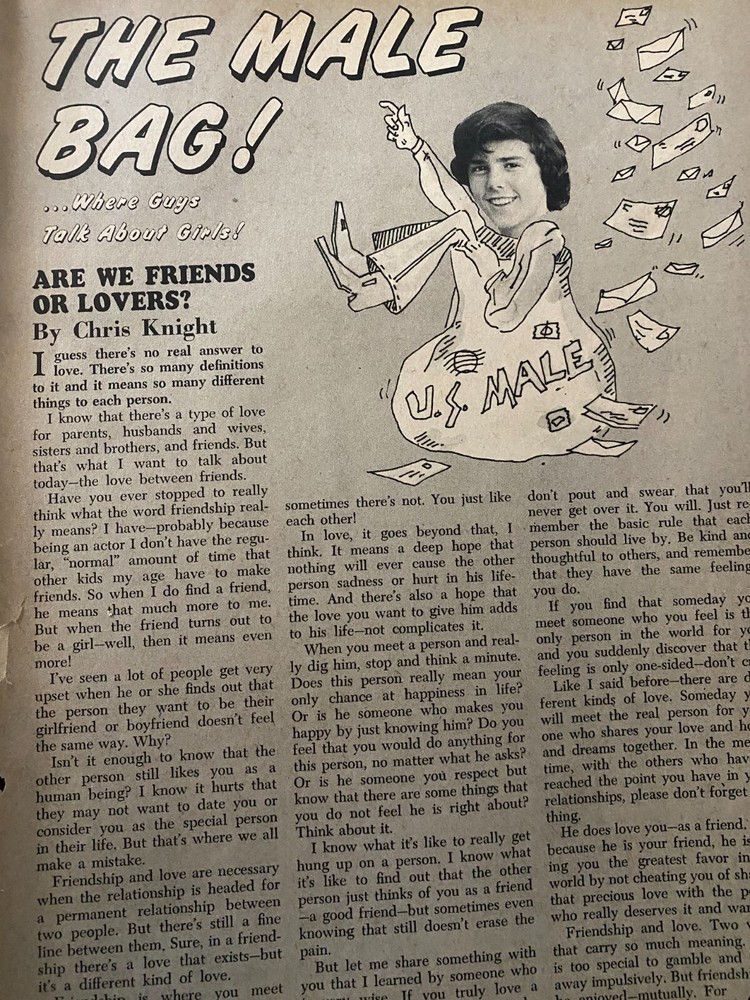 THE MALE
BAG!
...Where Guys
Talk About Girls!
U.S. MALE
ARE WE FRIENDS
OR LOVERS?
By Chris Knight
I guess there's no real answer to
love. There's so many definitions
to it and it means so many different
things to each person.
I know that there's a type of love
for parents, husbands and wives,
sisters and brothers, and friends. But
that's what I want to talk about
today—the love between friends.
Have you ever stopped to really
think what the word friendship real-
ly means? I have—probably because
being an actor I don't have the regu-
lar, "normal" amount of time that
other kids my age have to make
friends. So when I do find a friend,
he means that much more to me.
But when the friend turns out to
be a girl—well, then it means even
more!
I've seen a lot of people get very
upset when he or she finds out that
the person they want to be their
girlfriend or boyfriend doesn't feel
the same way. Why?
Isn't it enough to know that the
other person still likes you as a
human being? I know it hurts that
they may not want to date you or
consider you as the special person
in their life. But that's where we all
make a mistake.
Friendship and love are necessary
when the relationship is headed for
a permanent relationship between
two people. But there's still a fine
line between them. Sure, in a friend-
ship there's a love that exists—but
it's a different kind of love.
Friendship is where you meet
sometimes there's not. You just like
each other!
In love, it goes beyond that, I
think. It means a deep hope that
nothing will ever cause the other
person sadness or hurt in his life-
time. And there's also a hope that
the love you want to give him adds
to his life—not complicates it.
When you meet a person and real-
ly dig him, stop and think a minute.
Does this person really mean your
only chance at happiness in life?
Or is he someone who makes you
happy by just knowing him? Do you
feel that you would do anything for
this person, no matter what he asks?
Or is he someone you respect but
know that there are some things that
you do not feel he is right about?
Think about it.
I know what it's like to really get
hung up on a person. I know what
it's like to find out that the other
person just thinks of you as a friend
—a good friend—but sometimes even
knowing that still doesn't erase the
pain.
But let me share something with
you that I learned by someone who
wise. If you truly love a
don't pout and swear that you'll
never get over it. You will. Just re-
member the basic rule that each
person should live by. Be kind and
thoughtful to others, and remember
that they have the same feeling
you do.
If you find that someday yo
meet someone who you feel is th
only person in the world for yo
and you suddenly discover that t
feeling is only one-sided—don't c
Like I said before—there are d
ferent kinds of love. Someday y
will meet the real person for y
one who shares your love and ho
and dreams together. In the me
time, with the others who hav
reached the point you have in y
relationships, please don't forget
thing.
He does love you—as a friend.
because he is your friend, he is
ing you the greatest favor in
world by not cheating you of sh
that precious love with the pe
who really deserves it and wan
Friendship and love. Two w
that carry so much meaning.
is too special to gamble and
away impulsively. But friendsh
be enjoyed—mutually. For